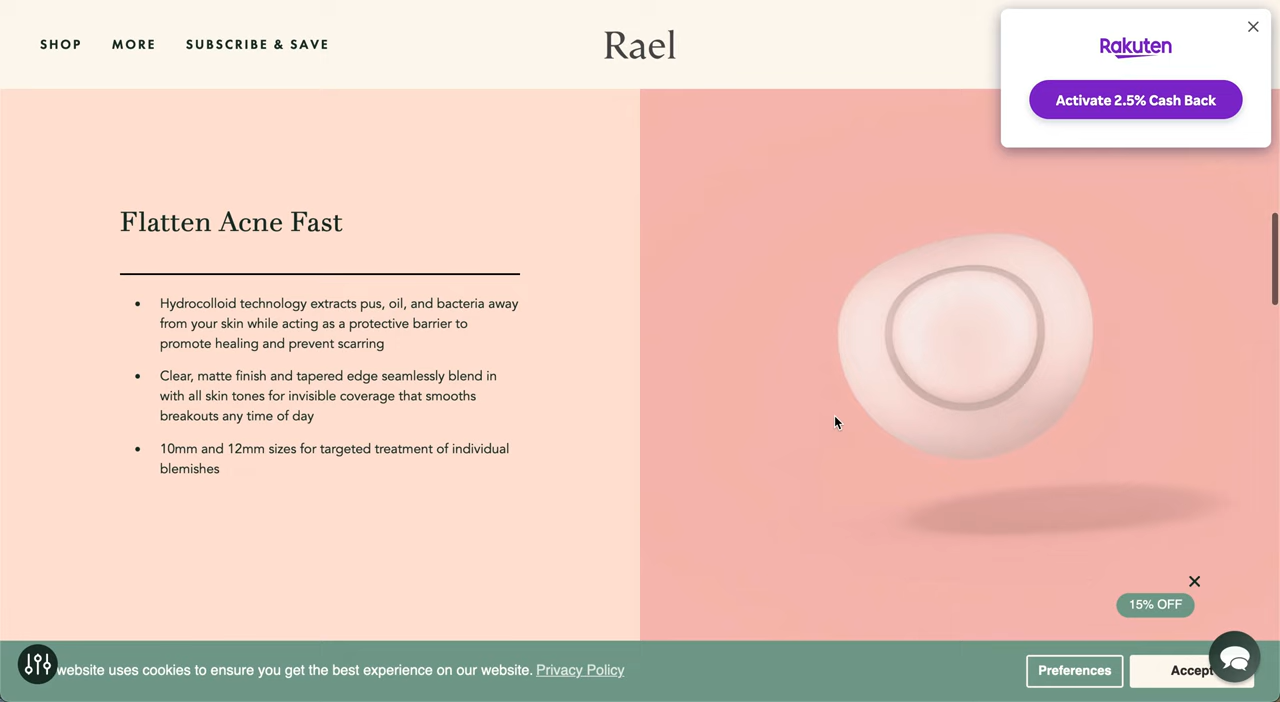 SHOP MORE SUBSCRIBE & SAVE
Rael
Rakuten
Activate 2.5% Cash Back
Flatten Acne Fast
• Hydrocolloid technology extracts pus, oil, and bacteria away
from your skin while acting as a protective barrier to
promote healing and prevent scarring
• Clear, matte finish and tapered edge seamlessly blend in
with all skin tones for invisible coverage that smooths
breakouts any time of day
• 10mm and 12mm sizes for targeted treatment of individual
blemishes
15% OFF
website uses cookies to ensure you get the best experience on our website. Privacy Policy
Preferences
Accept